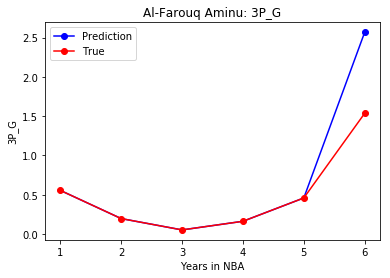 Al-Farouq Aminu: 3P_G
Prediction
True
2.5
2.0
1.5
1.0
0.5
0.0
3P_G
1 2 3 4 5 6
Years in NBA